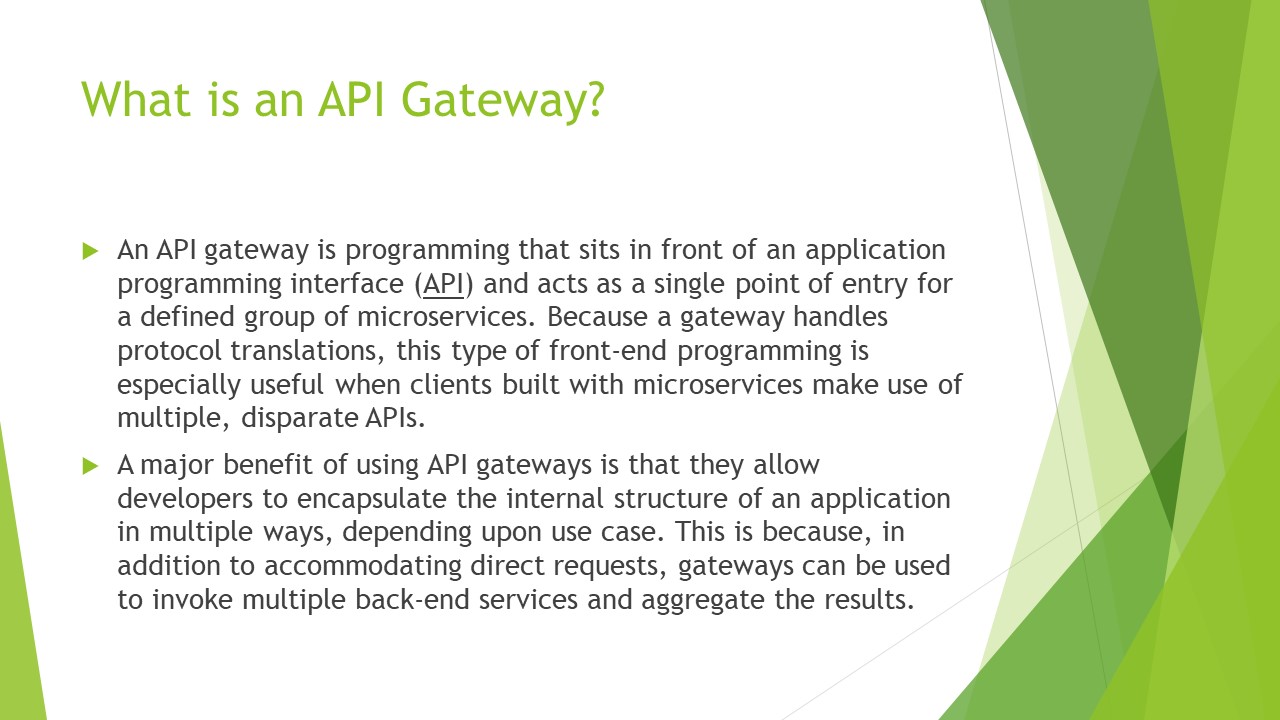 What is an API Gateway?
An API gateway is programming that sits in front of an application
programming interface (API) and acts as a single point of entry for
a defined group of microservices. Because a gateway handles
protocol translations, this type of front-end programming is
especially useful when clients built with microservices make use of
multiple, disparate APIs.
A major benefit of using API gateways is that they allow
developers to encapsulate the internal structure of an application
in multiple ways, depending upon use case. This is because, in
addition to accommodating direct requests, gateways can be used
to invoke multiple back-end services and aggregate the results.